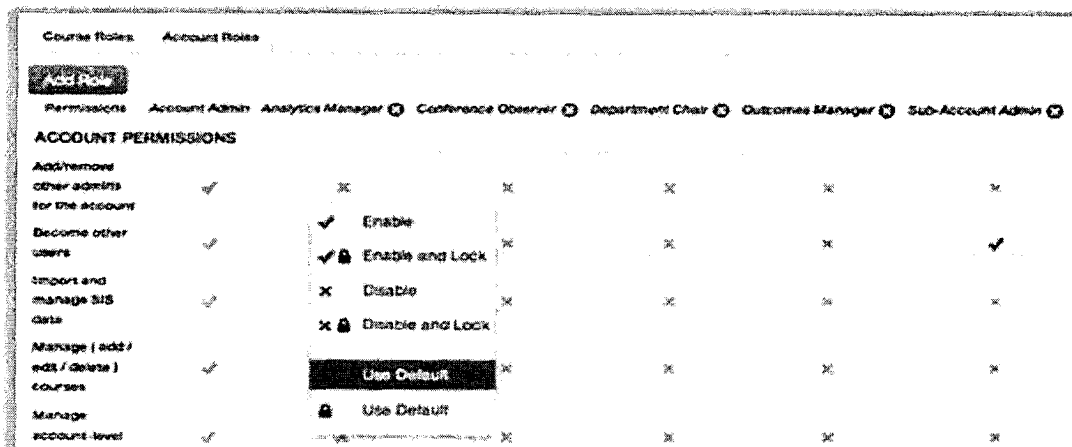 Course Roles Account Roles
Add Role
Permissions Account Admin Analytics Manager Conference Observer Department Chair Outcomes Manager Sub-Account Admin
ACCOUNT PERMISSIONS
Add/remove
other admins
for the account
Become other
users
Import and
manage SIS
data
Manage ( add /
edit / delete )
courses
Manage
account-level
Enable
Enable and Lock
Disable
Disable and Lock
Use Default
Use Default